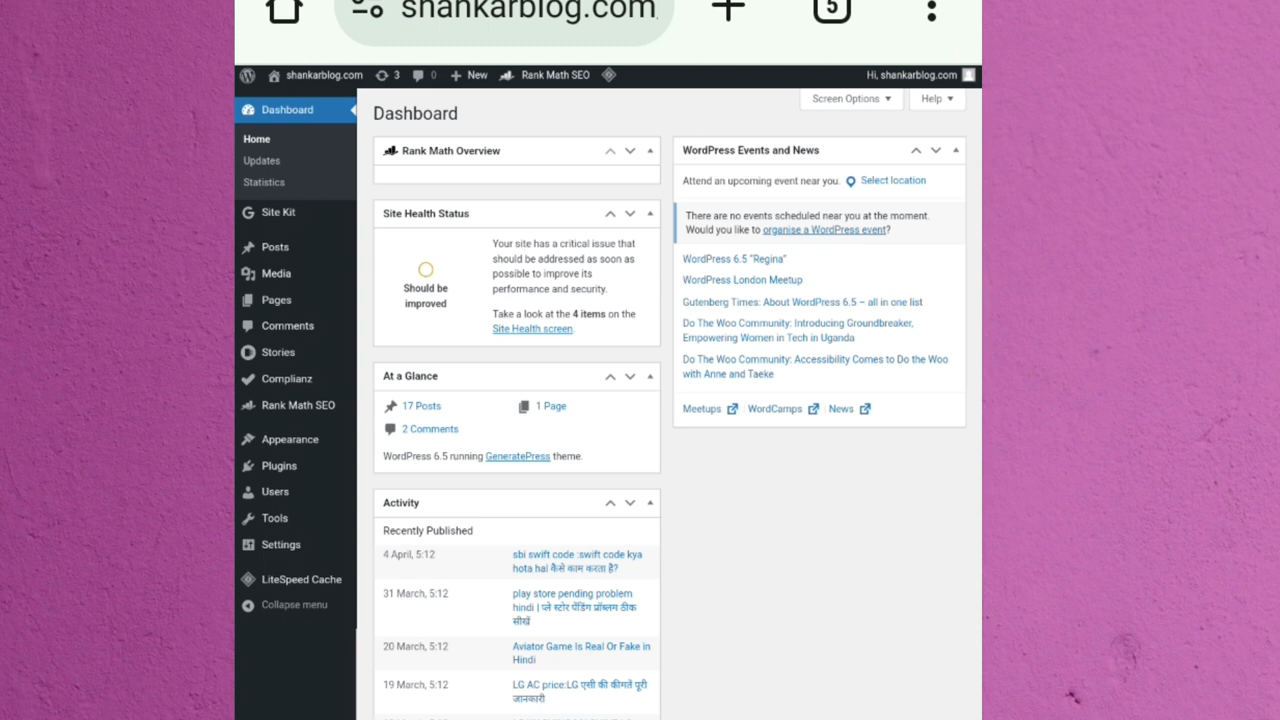 shankarblog.com
5
shankarblog.com
3
0
New
Rank Math SEO
Hi, shankarblog.com
Screen Options
Help
Dashboard
Home
Updates
Statistics
Site Kit
Posts
Media
Pages
Comments
Stories
Complianz
Rank Math SEO
Appearance
Plugins
Users
Tools
Settings
LiteSpeed Cache
Collapse menu
Dashboard
Rank Math Overview
Site Health Status
Should be
improved
Your site has a critical issue that
should be addressed as soon as
possible to improve its
performance and security.
Take a look at the 4 items on the
Site Health screen.
At a Glance
17 Posts
1 Page
2 Comments
WordPress 6.5 running GeneratePress theme.
Activity
Recently Published
4 April, 5:12
sbi swift code :swift code kya
hota hal कैसे काम करता है?
31 March, 5:12
play store pending problem
hindi | प्ले स्टोर पेंडिंग प्रॉब्लम ठीक
सीखें
20 March, 5:12
Aviator Game Is Real Or Fake in
Hindi
19 March, 5:12
LG AC price:LG एसी की कीमतें पूरी
जानकारी
WordPress Events and News
Attend an upcoming event near you.
Select location
There are no events scheduled near you at the moment.
Would you like to organise a WordPress event?
WordPress 6.5 "Regina"
WordPress London Meetup
Gutenberg Times: About WordPress 6.5 – all in one list
Do The Woo Community: Introducing Groundbreaker,
Empowering Women in Tech in Uganda
Do The Woo Community: Accessibility Comes to Do the Woo
with Anne and Taeke
Meetups
WordCamps
News